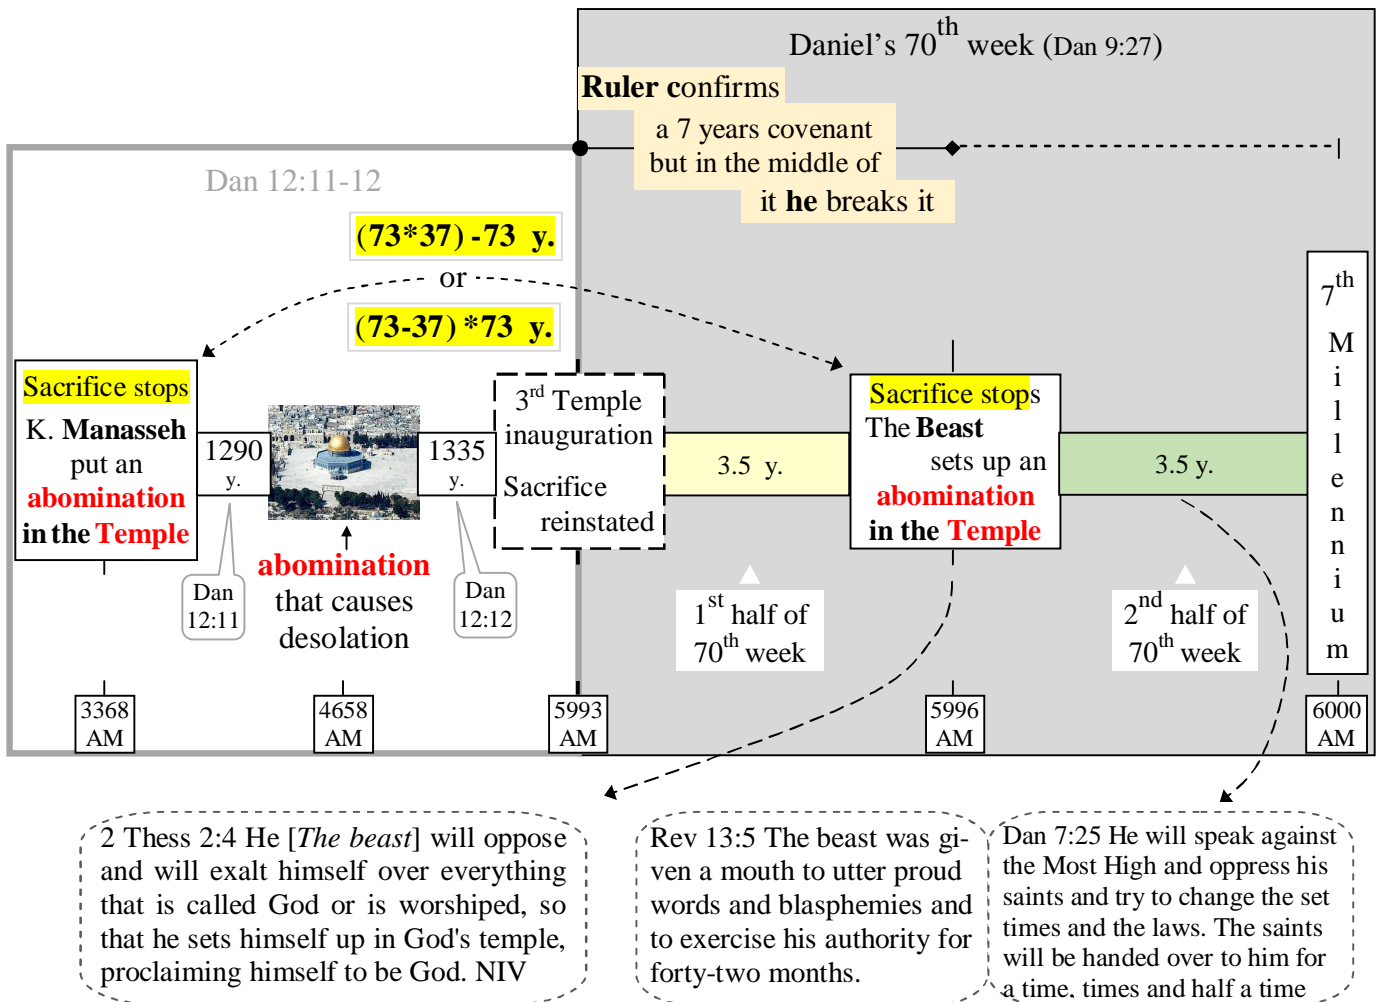 Daniel's 70th week (Dan 9:27)
Ruler confirms
a 7 years covenant
but in the middle of
it he breaks it
Dan 12:11-12
(73*37) -73 y.
or
(73-37) *73 y.
Sacrifice stops
K. Manasseh
put an
abomination
in the Temple
1290
y.
Dan
12:11
abomination
that causes
desolation
1335
y.
Dan
12:12
3rd Temple
inauguration
Sacrifice
reinstated
3.5 y.
1st half of
70th week
Sacrifice stops
The Beast
sets up an
abomination
in the Temple
3.5 y.
2nd half of
70th week
7th
M
i
l
l
e
n
n
i
u
m
3368
AM
4658
AM
5993
AM
5996
AM
6000
AM
2 Thess 2:4 He [The beast] will oppose
and will exalt himself over everything
that is called God or is worshiped, so
that he sets himself up in God's temple,
proclaiming himself to be God. NIV
Rev 13:5 The beast was gi-
ven a mouth to utter proud
words and blasphemies and
to exercise his authority for
forty-two months.
Dan 7:25 He will speak against
the Most High and oppress his
saints and try to change the set
times and the laws. The saints
will be handed over to him for
a time, times and half a time